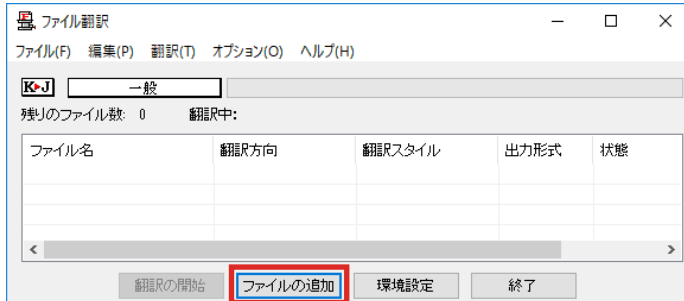 ファイル翻訳
ファイル(F) 編集(P) 翻訳(T) オプション(O) ヘルプ(H)
K▸J 一般
残りのファイル数: 0 翻訳中:
ファイル名 翻訳方向 翻訳スタイル 出力形式 状態
翻訳の開始 ファイルの追加 環境設定 終了